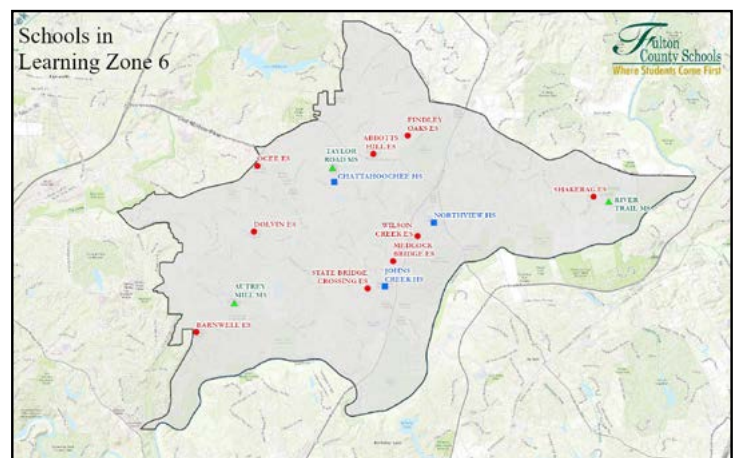 Schools in
Learning Zone 6
Fulton
County Schools
Where Students Come First
FINDLEY
OAKS ES
ABBOTTS
HILL ES
TAYLOR
ROAD MS
OCEE ES
CHATTAHOOCHEE HS
SHAKERAG ES
RIVER
TRAIL MS
NORTHVIEW HS
DOLVIN ES
WILSON
CREEK ES
MEDLOCK
BRIDGE ES
STATE BRIDGE
CROSSING ES
JOHNS
CREEK HS
AUTREY
MILL MS
BARNWELL ES